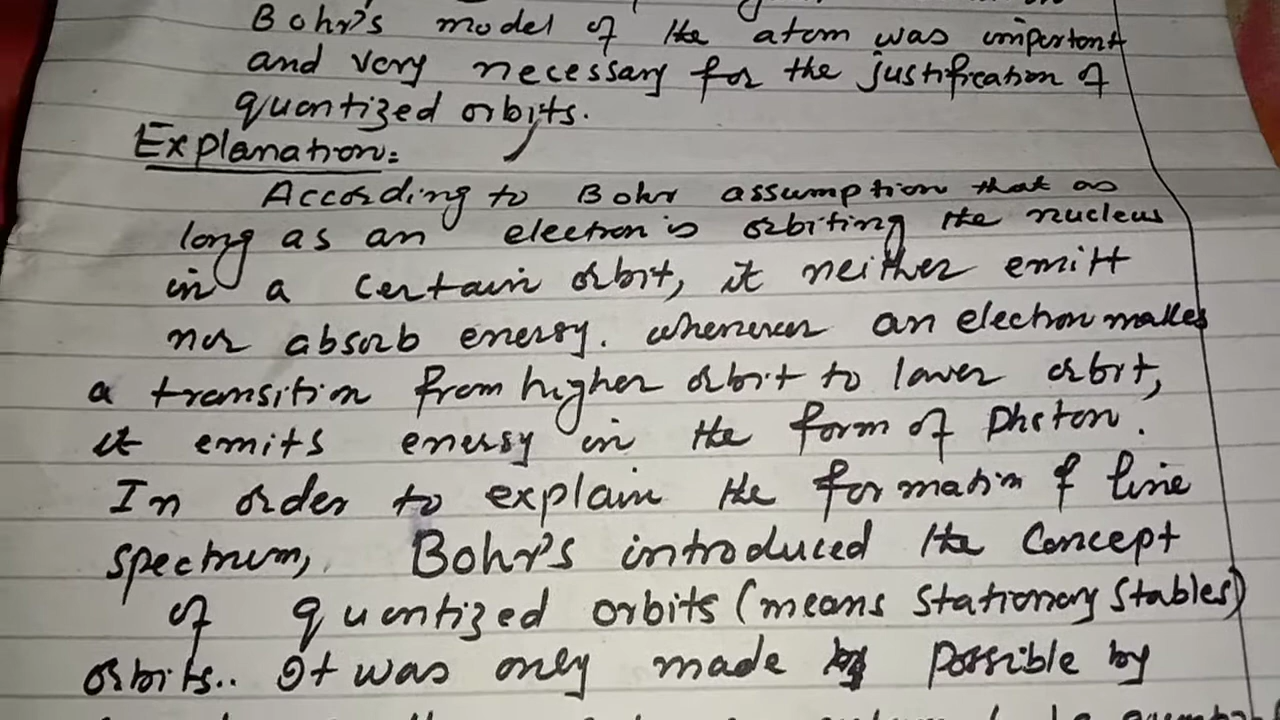 Bohr's model of the atom was important
and very necessary for the justification of
quantized orbits.
Explanation:
According to Bohr assumption that as
long as an electron is orbiting the nucleus
in a certain orbit, it neither emitt
nor absorb energy. whenever an electron makes
a transition from higher orbit to lower orbit,
it emits energy in the form of photon.
In order to explain the formation of line
spectrum, Bohr's introduced the concept
of quantized orbits (means stationary stables)
orbits.. It was only made possible by